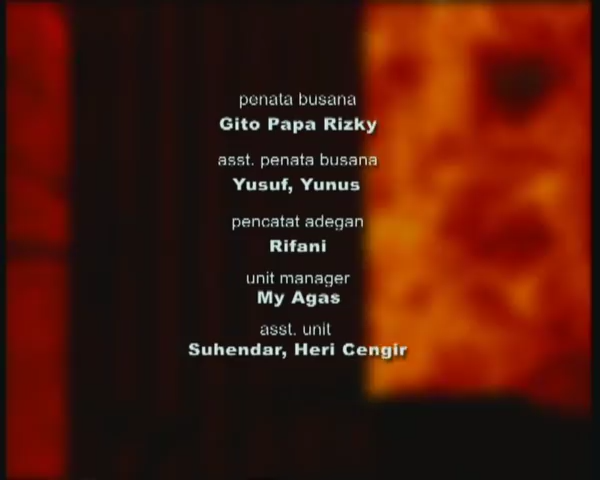 penata busana
Gito Papa Rizky
asst. penata busana
Yusuf, Yunus
pencatat adegan
Rifani
unit manager
My Agas
asst. unit
Suhendar, Heri Cengir